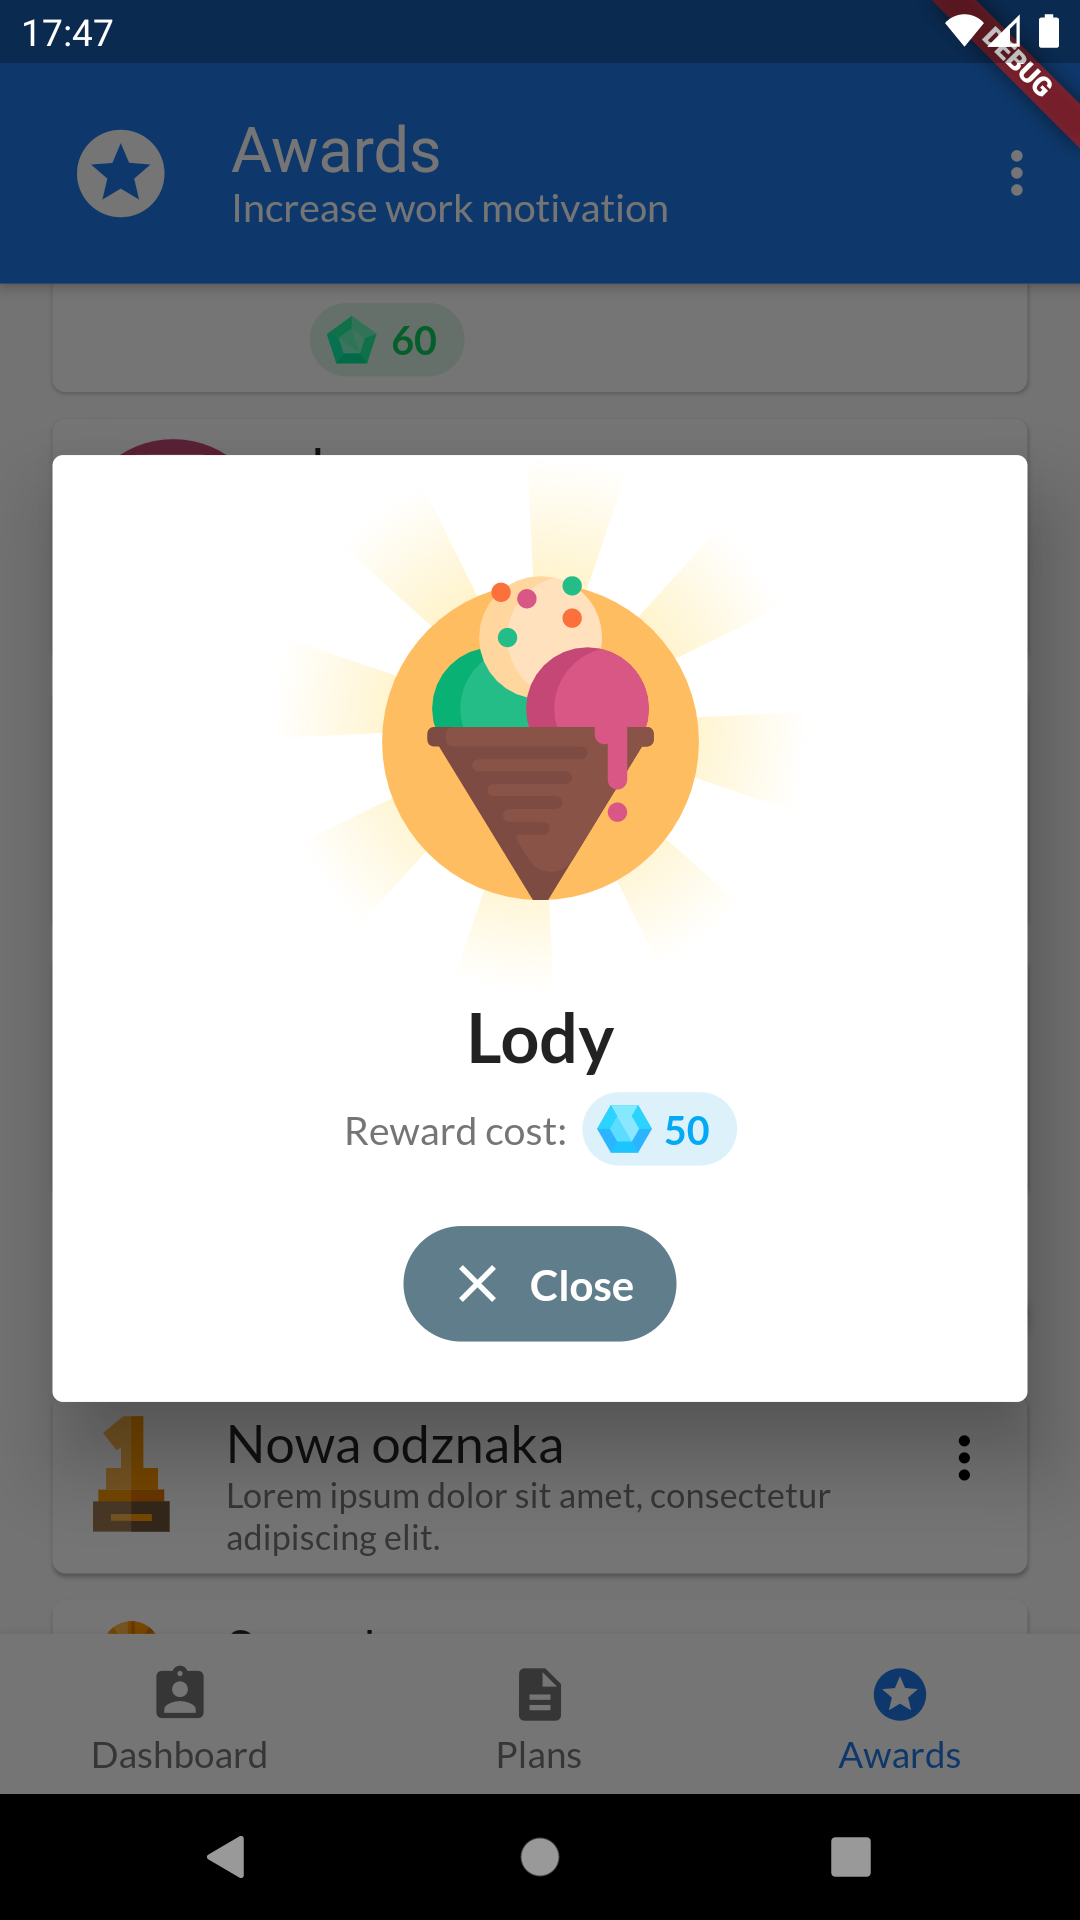 17:47
DEBUG
Awards
Increase work motivation
60
Lody
Reward cost: 50
Close
Nowa odznaka
Lorem ipsum dolor sit amet, consectetur
adipiscing elit.
Dashboard
Plans
Awards